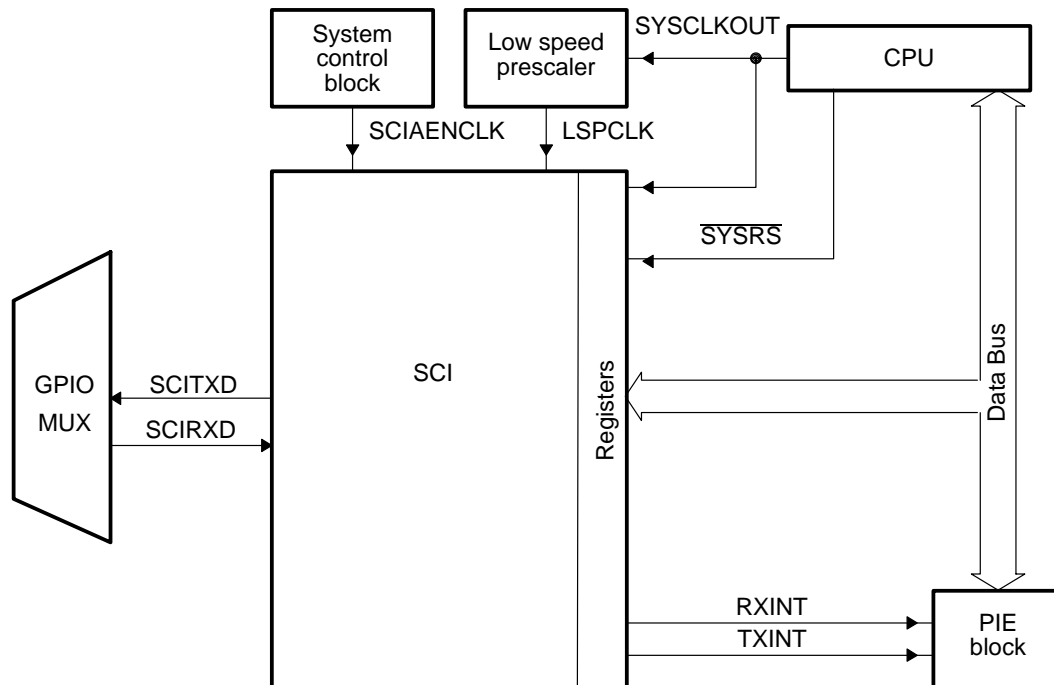 System
control
block
Low speed
prescaler
SYSCLKOUT
CPU
SCIAENCLK
LSPCLK
SYSRS
SCI
Registers
Data Bus
GPIO
MUX
SCITXD
SCIRXD
RXINT
TXINT
PIE
block